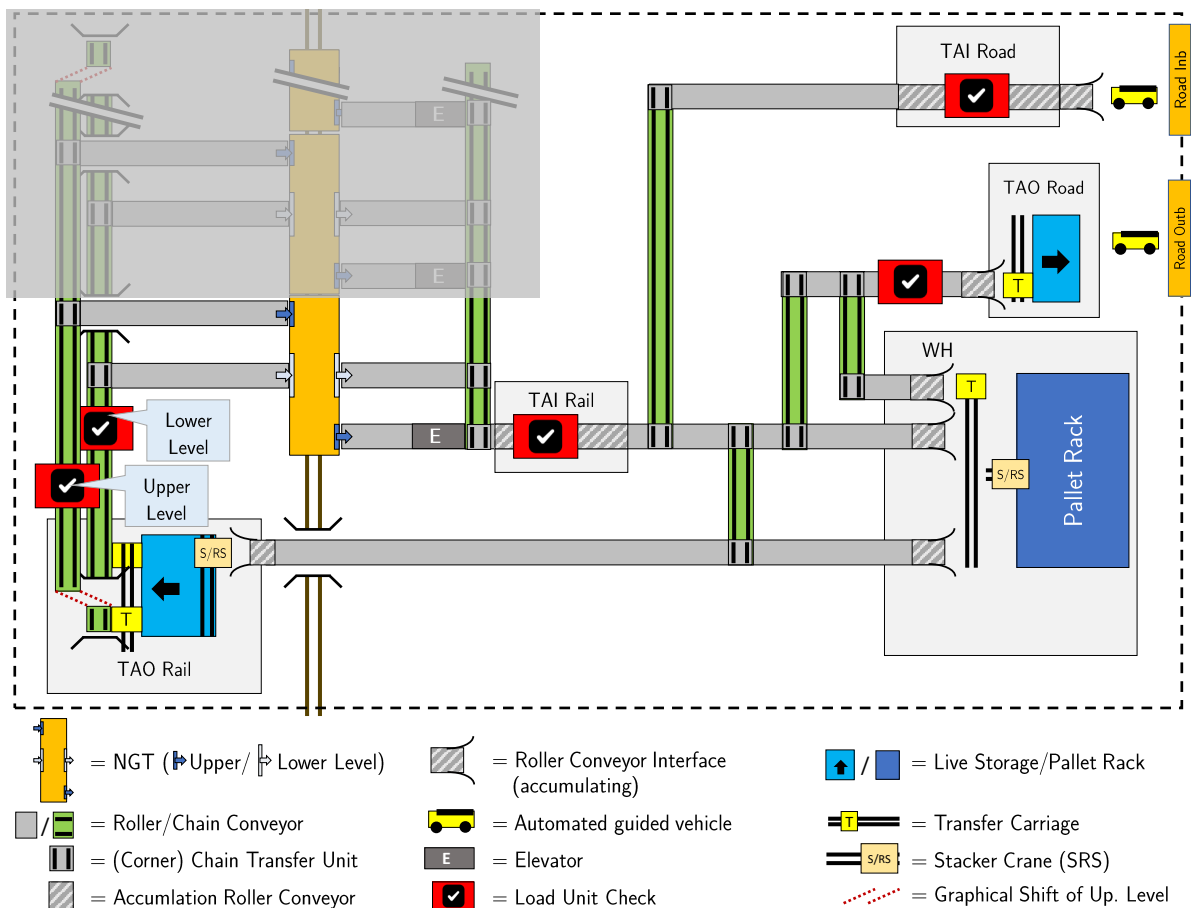 TAI Road
Road Inb
E
TAO Road
Road Outb
E
T
WH
T
TAI Rail
Lower
Level
E
S/RS
Pallet Rack
Upper
Level
S/RS
T
TAO Rail
= NGT ( Upper/ Lower Level)
= Roller Conveyor Interface
(accumulating)
/ = Live Storage/Pallet Rack
/ = Roller/Chain Conveyor
= Automated guided vehicle
T = Transfer Carriage
= (Corner) Chain Transfer Unit
E = Elevator
S/RS = Stacker Crane (SRS)
= Accumlation Roller Conveyor
= Load Unit Check
= Graphical Shift of Up. Level